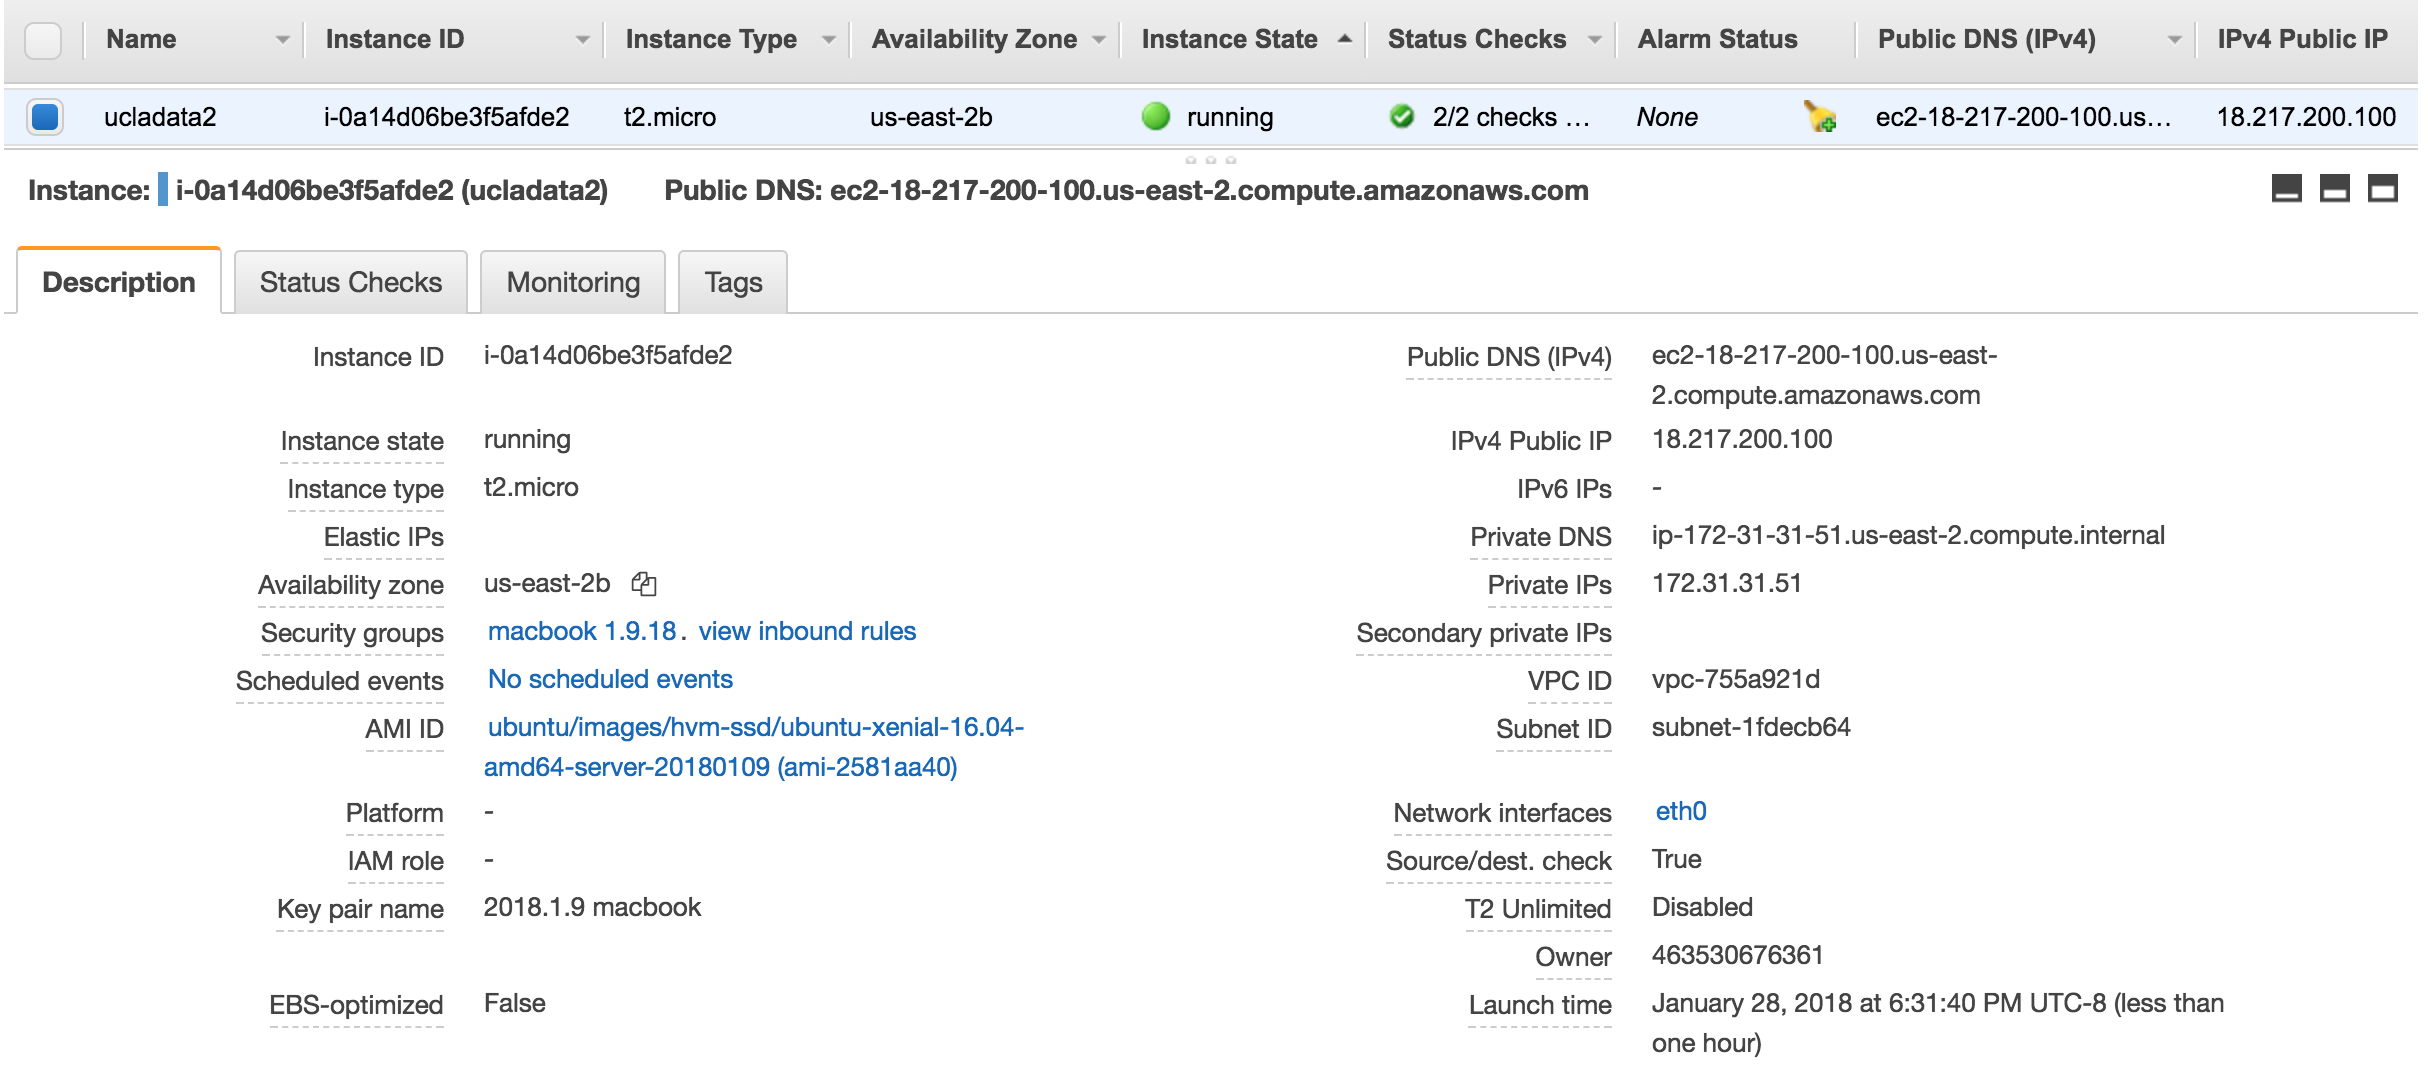 Name Instance ID Instance Type Availability Zone Instance State Status Checks Alarm Status Public DNS (IPv4) IPv4 Public IP
ucladata2 i-0a14d06be3f5afde2 t2.micro us-east-2b running 2/2 checks ... None ec2-18-217-200-100.us... 18.217.200.100
Instance: i-0a14d06be3f5afde2 (ucladata2) Public DNS: ec2-18-217-200-100.us-east-2.compute.amazonaws.com
Description Status Checks Monitoring Tags
Instance ID i-0a14d06be3f5afde2
Instance state running
Instance type t2.micro
Elastic IPs
Availability zone us-east-2b
Security groups macbook 1.9.18. view inbound rules
Scheduled events No scheduled events
AMI ID ubuntu/images/hvm-ssd/ubuntu-xenial-16.04-
amd64-server-20180109 (ami-2581aa40)
Platform -
IAM role -
Key pair name 2018.1.9 macbook
EBS-optimized False
Public DNS (IPv4) ec2-18-217-200-100.us-east-
2.compute.amazonaws.com
IPv4 Public IP 18.217.200.100
IPv6 IPs -
Private DNS ip-172-31-31-51.us-east-2.compute.internal
Private IPs 172.31.31.51
Secondary private IPs
VPC ID vpc-755a921d
Subnet ID subnet-1fdecb64
Network interfaces eth0
Source/dest. check True
T2 Unlimited Disabled
Owner 463530676361
Launch time January 28, 2018 at 6:31:40 PM UTC-8 (less than
one hour)